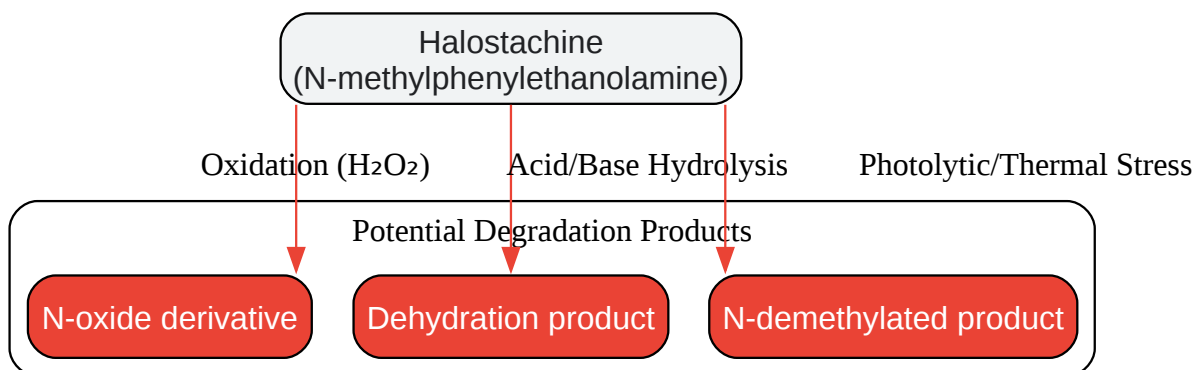 Halostachine
(N-methylphenylethanolamine)
Oxidation (H₂O₂)
Acid/Base Hydrolysis
Photolytic/Thermal Stress
Potential Degradation Products
N-oxide derivative
Dehydration product
N-demethylated product